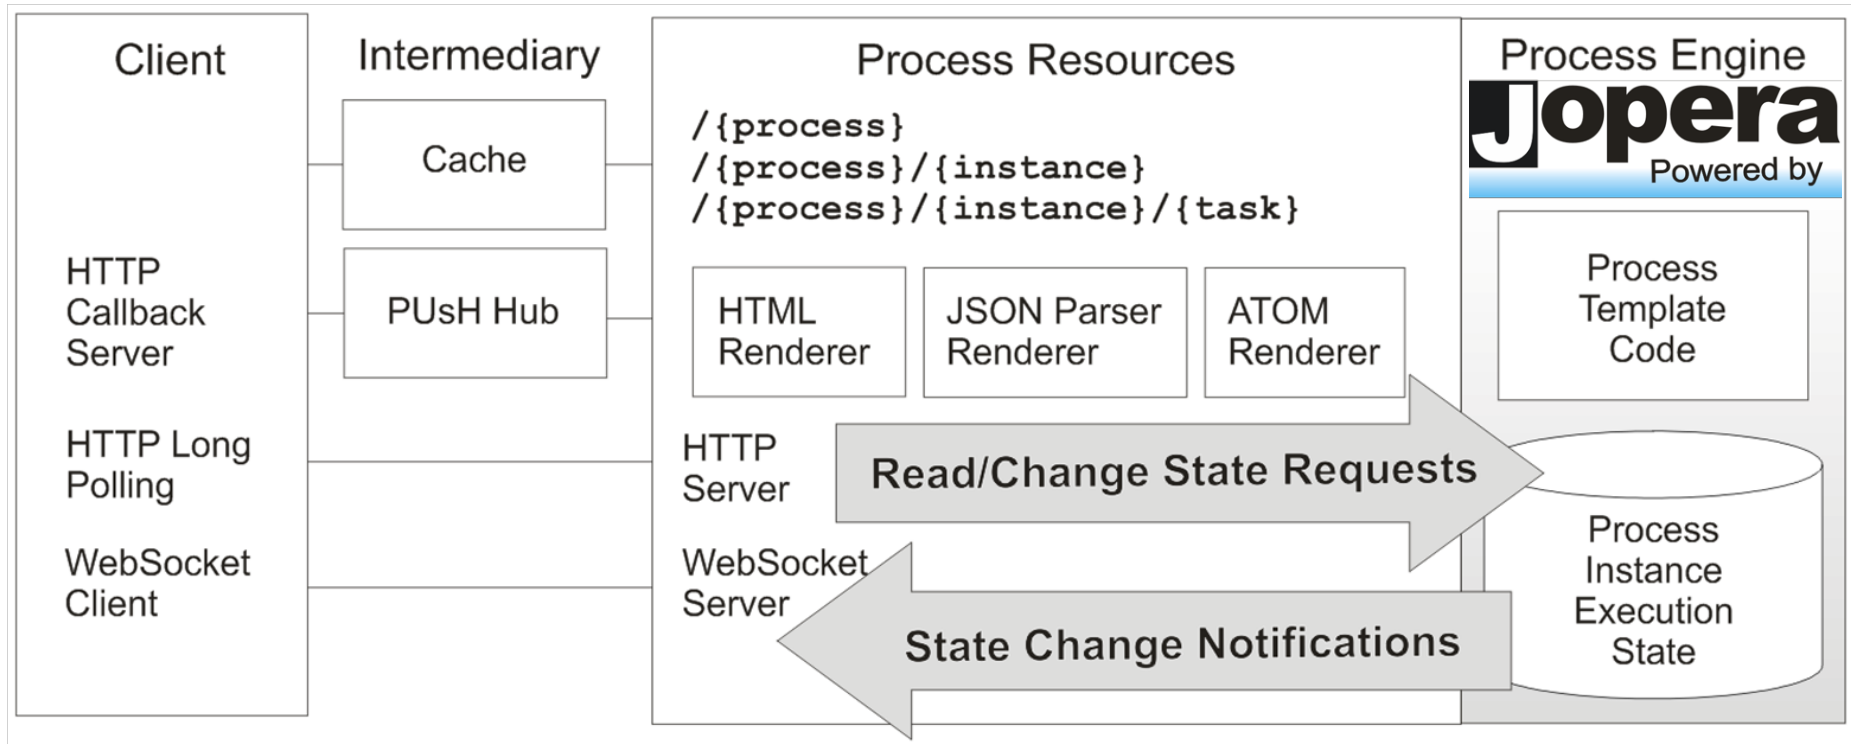 Client
Intermediary
Process Resources
Process Engine
Jopera
Powered by
Cache
/{process}
/{process}/{instance}
/{process}/{instance}/{task}
HTTP
Callback
Server
PUsH Hub
HTML
Renderer
JSON Parser
Renderer
ATOM
Renderer
Process
Template
Code
HTTP Long
Polling
HTTP
Server
Read/Change State Requests
WebSocket
Client
WebSocket
Server
State Change Notifications
Process
Instance
Execution
State